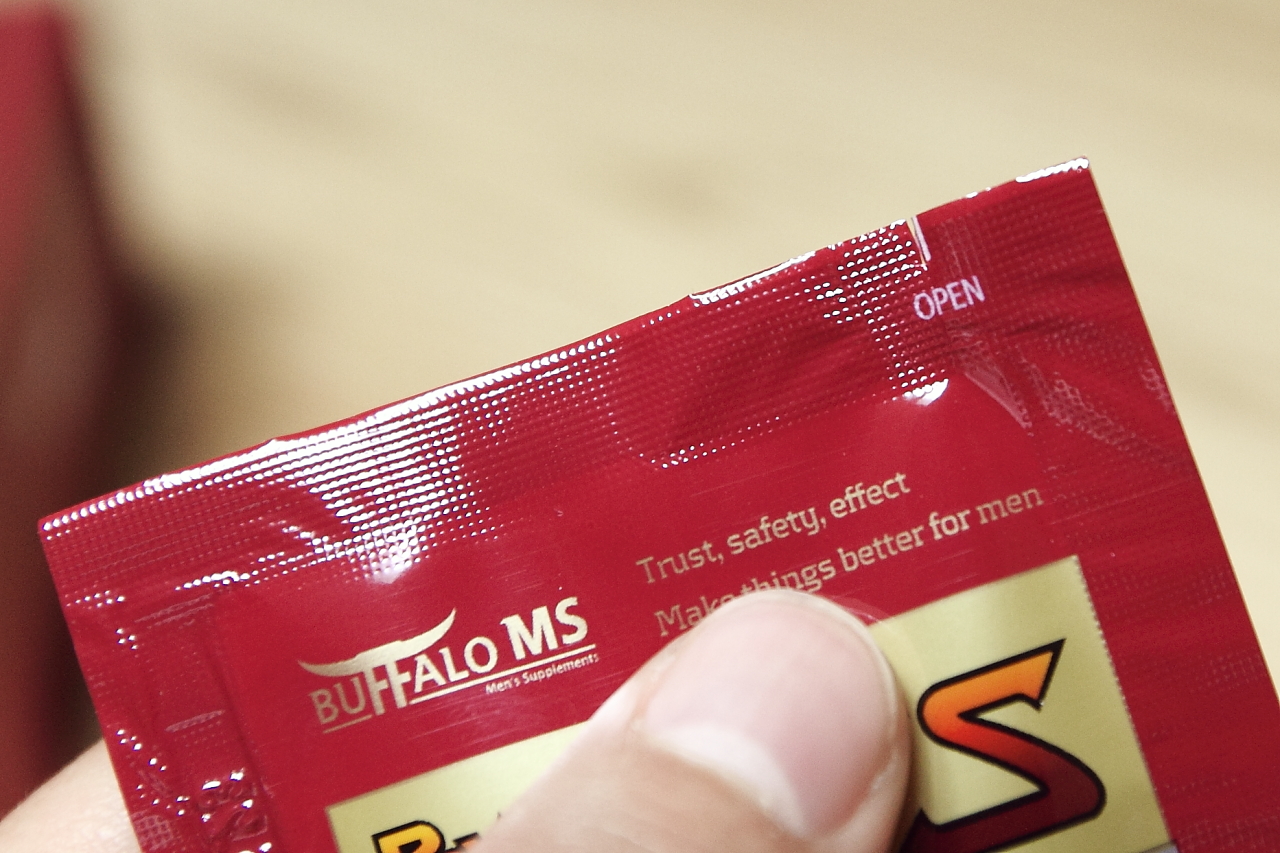 OPEN
Trust, safety, effect
Make things better for men
BUFFALO MS
Men's Supplements